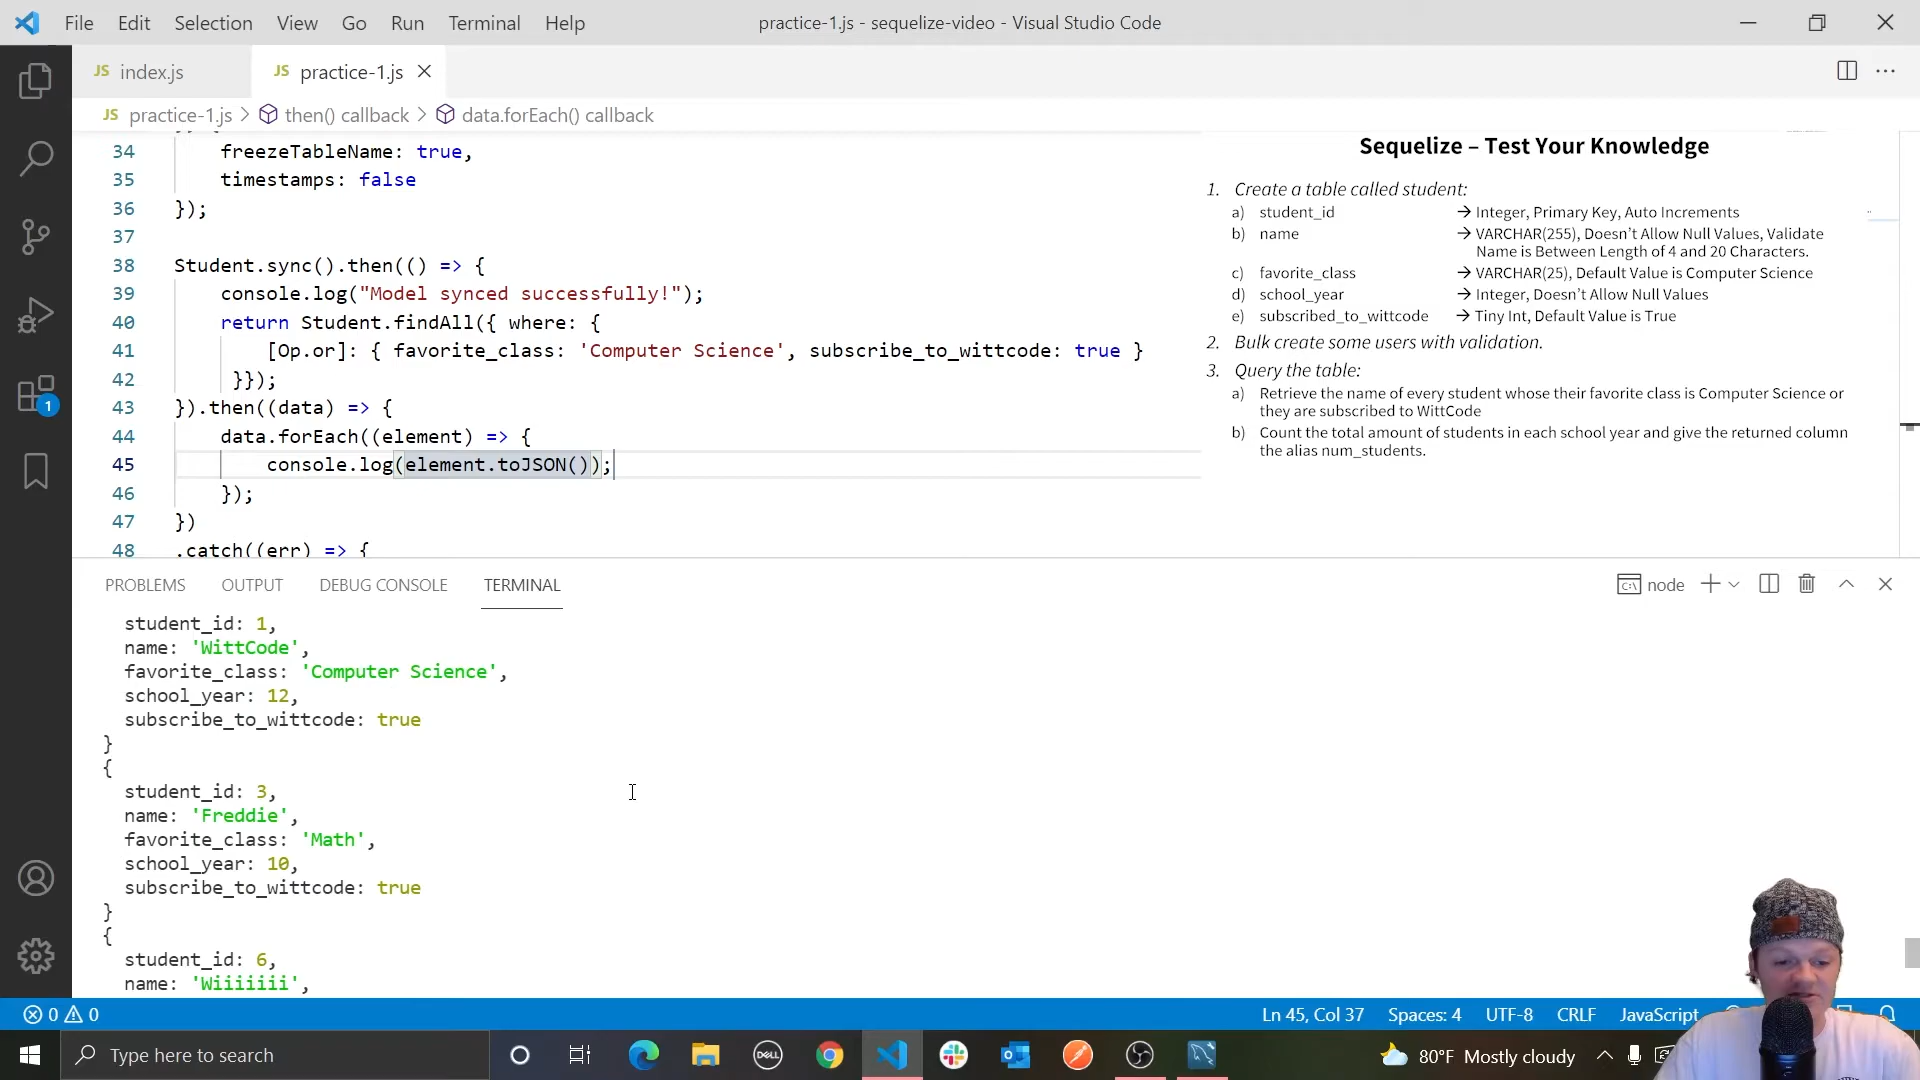 File Edit Selection View Go Run Terminal Help
practice-1.js - sequelize-video - Visual Studio Code
JS index.js
JS practice-1.js
JS practice-1.js > then() callback > data.forEach() callback
34 freezeTableName: true,
35 timestamps: false
36 });
37
38 Student.sync().then(() => {
39 console.log("Model synced successfully!");
40 return Student.findAll({ where: {
41 [Op.or]: { favorite_class: 'Computer Science', subscribe_to_wittcode: true }
42 }});
43 }).then((data) => {
44 data.forEach((element) => {
45 console.log(element.toJSON());
46 });
47 })
48 .catch((err) => {
Sequelize – Test Your Knowledge
1. Create a table called student:
a) student_id → Integer, Primary Key, Auto Increments
b) name → VARCHAR(255), Doesn't Allow Null Values, Validate
Name is Between Length of 4 and 20 Characters.
c) favorite_class → VARCHAR(25), Default Value is Computer Science
d) school_year → Integer, Doesn't Allow Null Values
e) subscribed_to_wittcode → Tiny Int, Default Value is True
2. Bulk create some users with validation.
3. Query the table:
a) Retrieve the name of every student whose their favorite class is Computer Science or
they are subscribed to WittCode
b) Count the total amount of students in each school year and give the returned column
the alias num_students.
1
PROBLEMS OUTPUT DEBUG CONSOLE TERMINAL
node
student_id: 1,
name: 'WittCode',
favorite_class: 'Computer Science',
school_year: 12,
subscribe_to_wittcode: true
}
{
student_id: 3,
name: 'Freddie',
favorite_class: 'Math',
school_year: 10,
subscribe_to_wittcode: true
}
{
student_id: 6,
name: 'Wiiiiiii',
0 0
Ln 45, Col 37 Spaces: 4 UTF-8 CRLF JavaScript
Type here to search
DELL
80°F Mostly cloudy